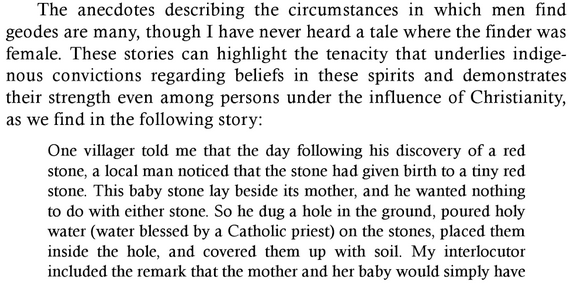 The anecdotes describing the circumstances in which men find
geodes are many, though I have never heard a tale where the finder was
female. These stories can highlight the tenacity that underlies indige-
nous convictions regarding beliefs in these spirits and demonstrates
their strength even among persons under the influence of Christianity,
as we find in the following story:
One villager told me that the day following his discovery of a red
stone, a local man noticed that the stone had given birth to a tiny red
stone. This baby stone lay beside its mother, and he wanted nothing
to do with either stone. So he dug a hole in the ground, poured holy
water (water blessed by a Catholic priest) on the stones, placed them
inside the hole, and covered them up with soil. My interlocutor
included the remark that the mother and her baby would simply have